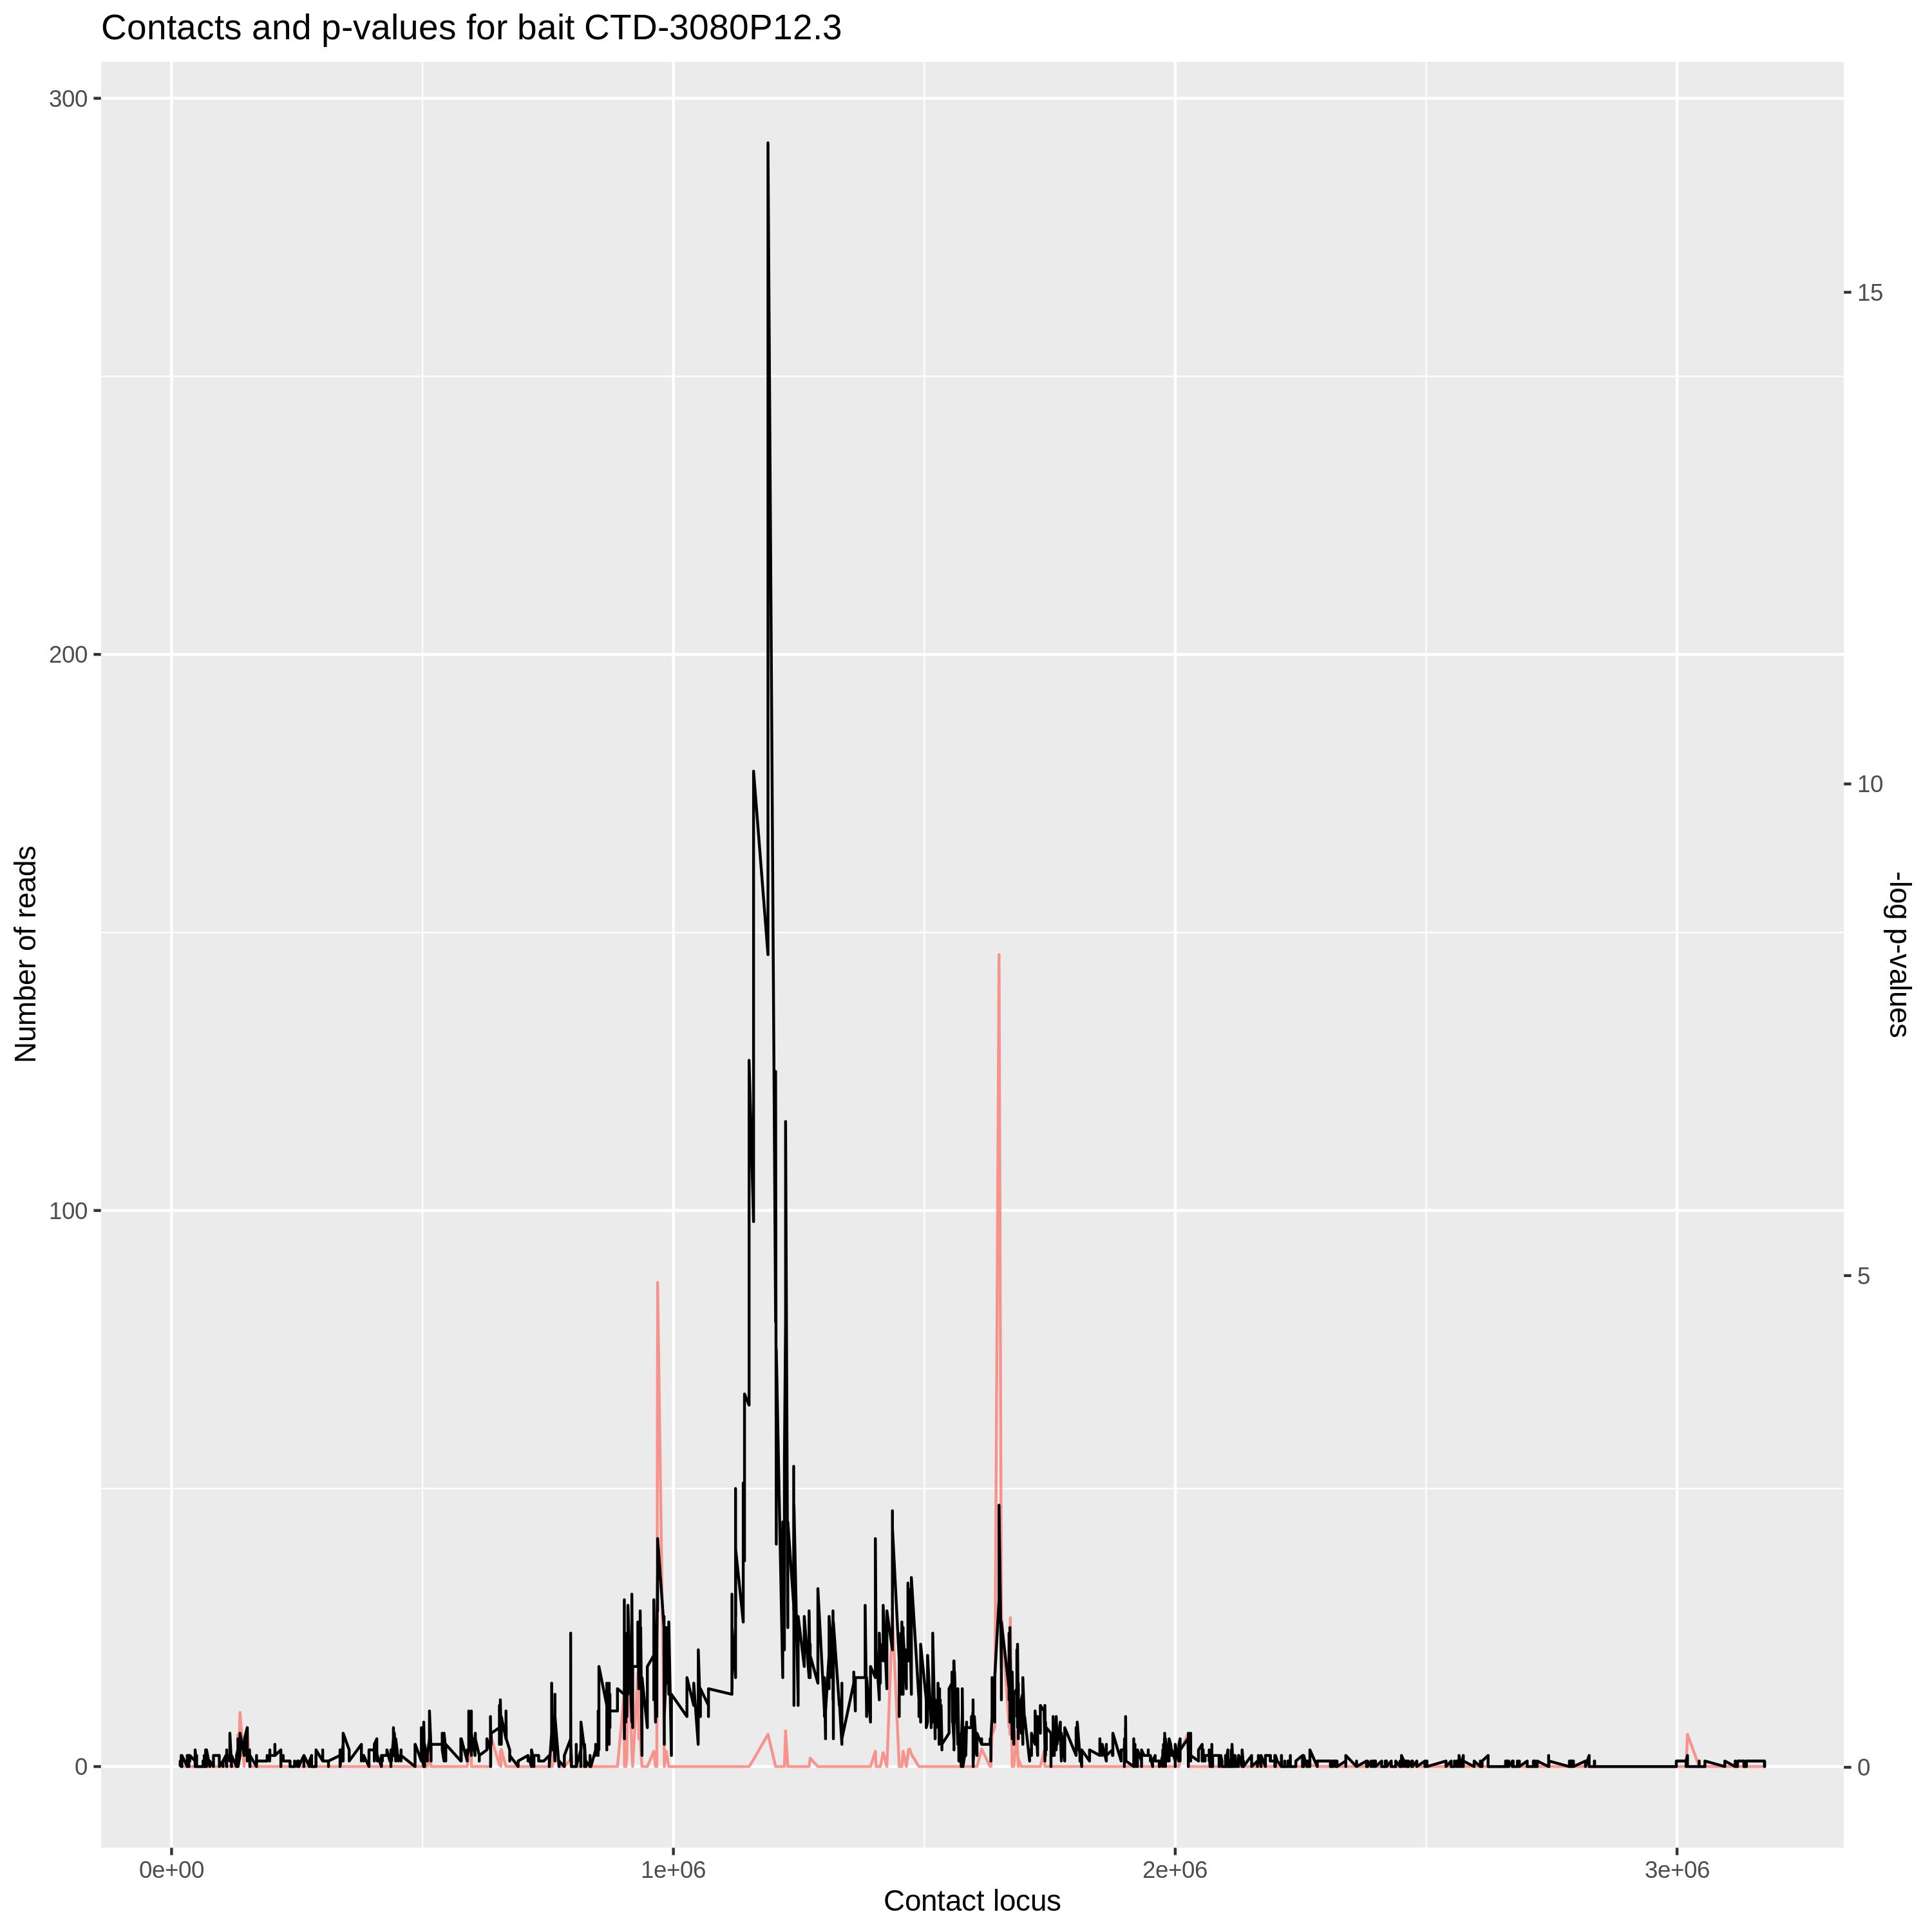 Contacts and p-values for bait CTD-3080P12.3
300
200
100
0
Number of reads
15
10
5
0
-log p-values
0e+00 1e+06 2e+06 3e+06
Contact locus